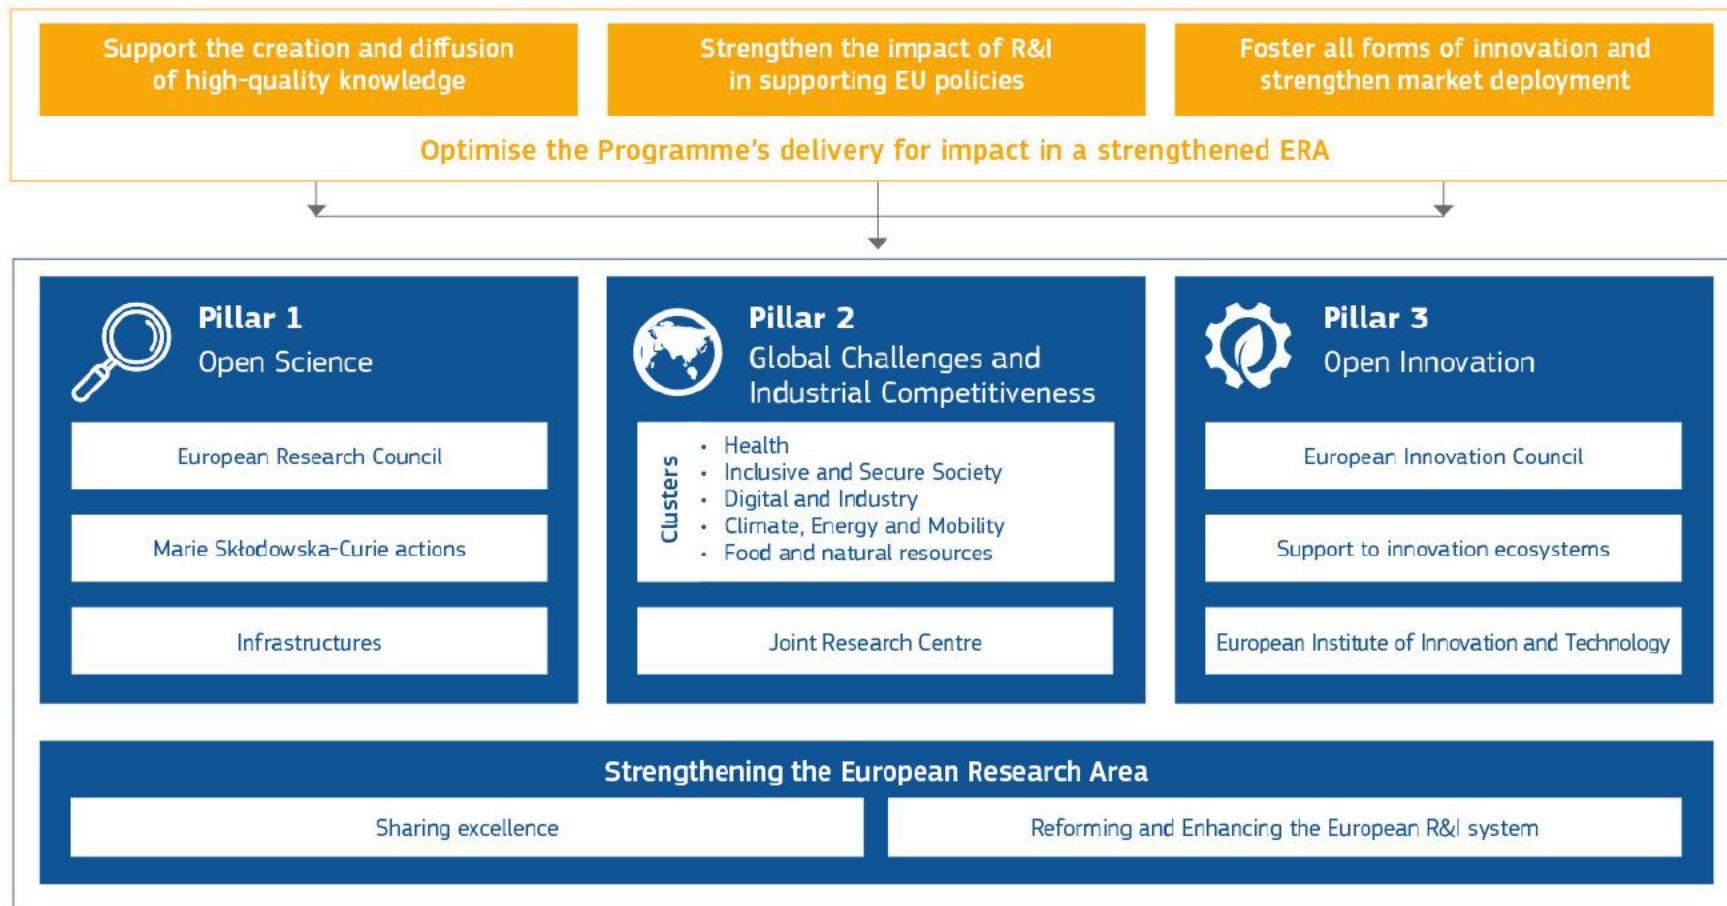 Support the creation and diffusion
of high-quality knowledge
Strengthen the impact of R&I
in supporting EU policies
Foster all forms of innovation and
strengthen market deployment
Optimise the Programme's delivery for impact in a strengthened ERA
Pillar 1
Open Science
European Research Council
Marie Skłodowska-Curie actions
Infrastructures
Pillar 2
Global Challenges and
Industrial Competitiveness
Clusters
• Health
• Inclusive and Secure Society
• Digital and Industry
• Climate, Energy and Mobility
• Food and natural resources
Joint Research Centre
Pillar 3
Open Innovation
European Innovation Council
Support to innovation ecosystems
European Institute of Innovation and Technology
Strengthening the European Research Area
Sharing excellence
Reforming and Enhancing the European R&I system